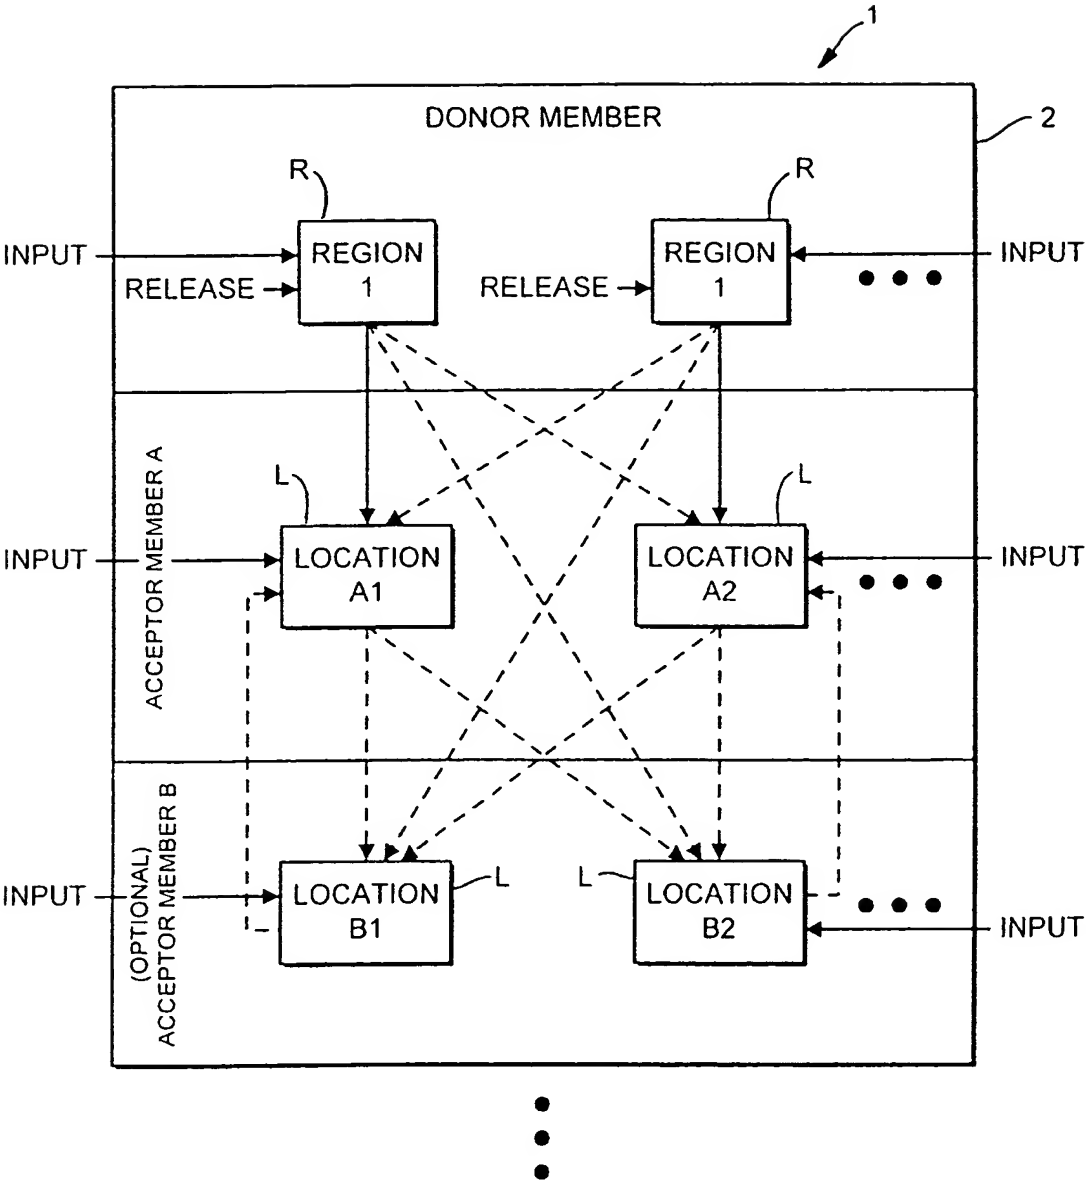 1
DONOR MEMBER
2
R
R
INPUT
REGION
1
REGION
1
INPUT
RELEASE
RELEASE
ACCEPTOR MEMBER A
L
L
INPUT
LOCATION
A1
LOCATION
A2
INPUT
(OPTIONAL)
ACCEPTOR MEMBER B
INPUT
LOCATION
B1
L
L
LOCATION
B2
INPUT